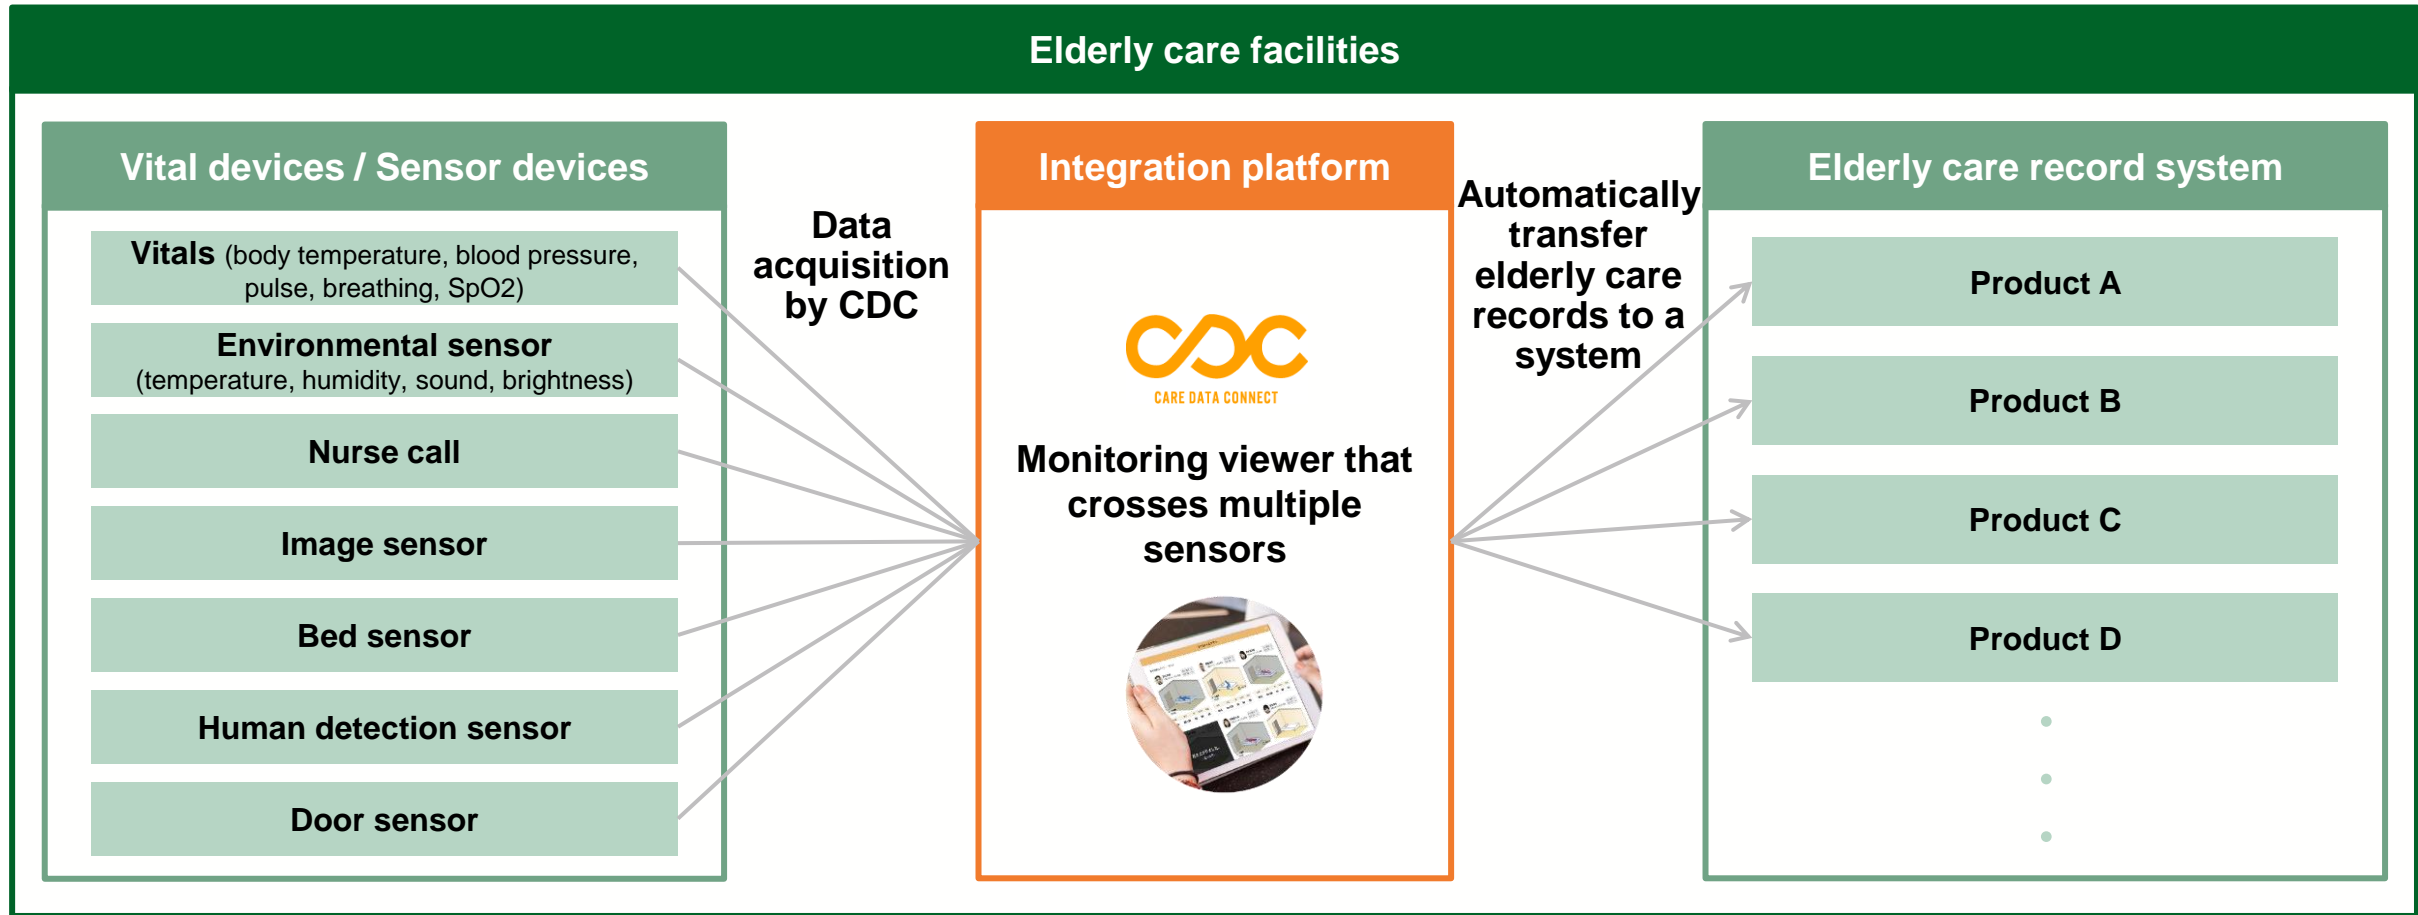 Elderly care facilities
Vital devices / Sensor devices
Vitals (body temperature, blood pressure,
pulse, breathing, SpO2)
Environmental sensor
(temperature, humidity, sound, brightness)
Nurse call
Image sensor
Bed sensor
Human detection sensor
Door sensor
Data
acquisition
by CDC
Integration platform
CDC
CARE DATA CONNECT
Monitoring viewer that
crosses multiple
sensors
Automatically
transfer
elderly care
records to a
system
Elderly care record system
Product A
Product B
Product C
Product D